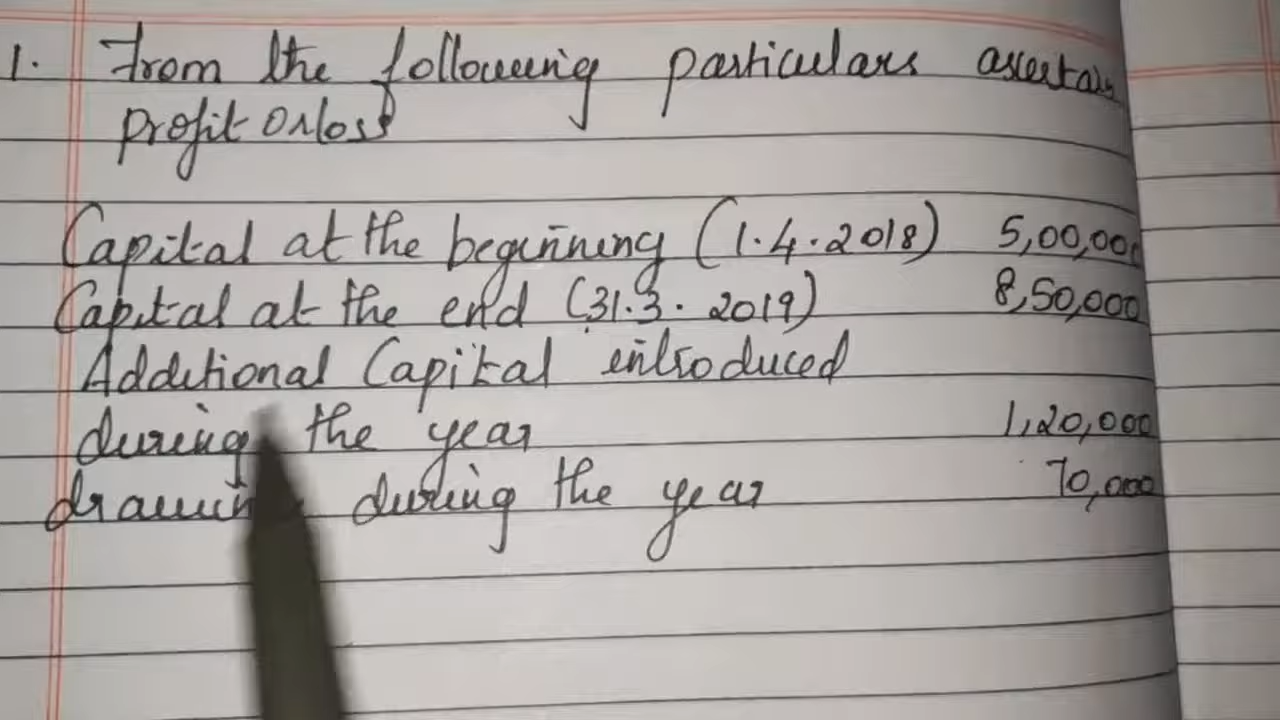 1. From the following particulars ascertain
profit or loss
Capital at the beginning (1.4.2018) 5,00,000
Capital at the end (31.3.2019) 8,50,000
Additional Capital introduced
during the year 1,20,000
during the year 70,000